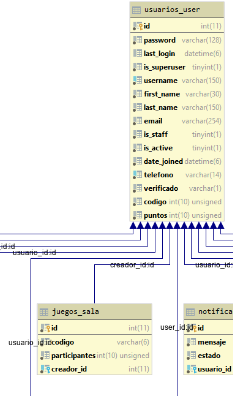 usuarios_user
id int(11)
password varchar(128)
last_login datetime(6)
is_superuser tinyint(1)
username varchar(150)
first_name varchar(30)
last_name varchar(150)
email varchar(254)
is_staff tinyint(1)
is_active tinyint(1)
date_joined datetime(6)
telefono varchar(14)
verificado varchar(1)
codigo int(10) unsigned
puntos int(10) unsigned
usuario_id:id
creador_id:id
usuario_id:
juegos_sala
id int(11)
codigo varchar(6)
participantes int(10) unsigned
creador_id int(11)
usuario_id:id
user_id:id
notifica
id
mensaje
estado
usuario_id